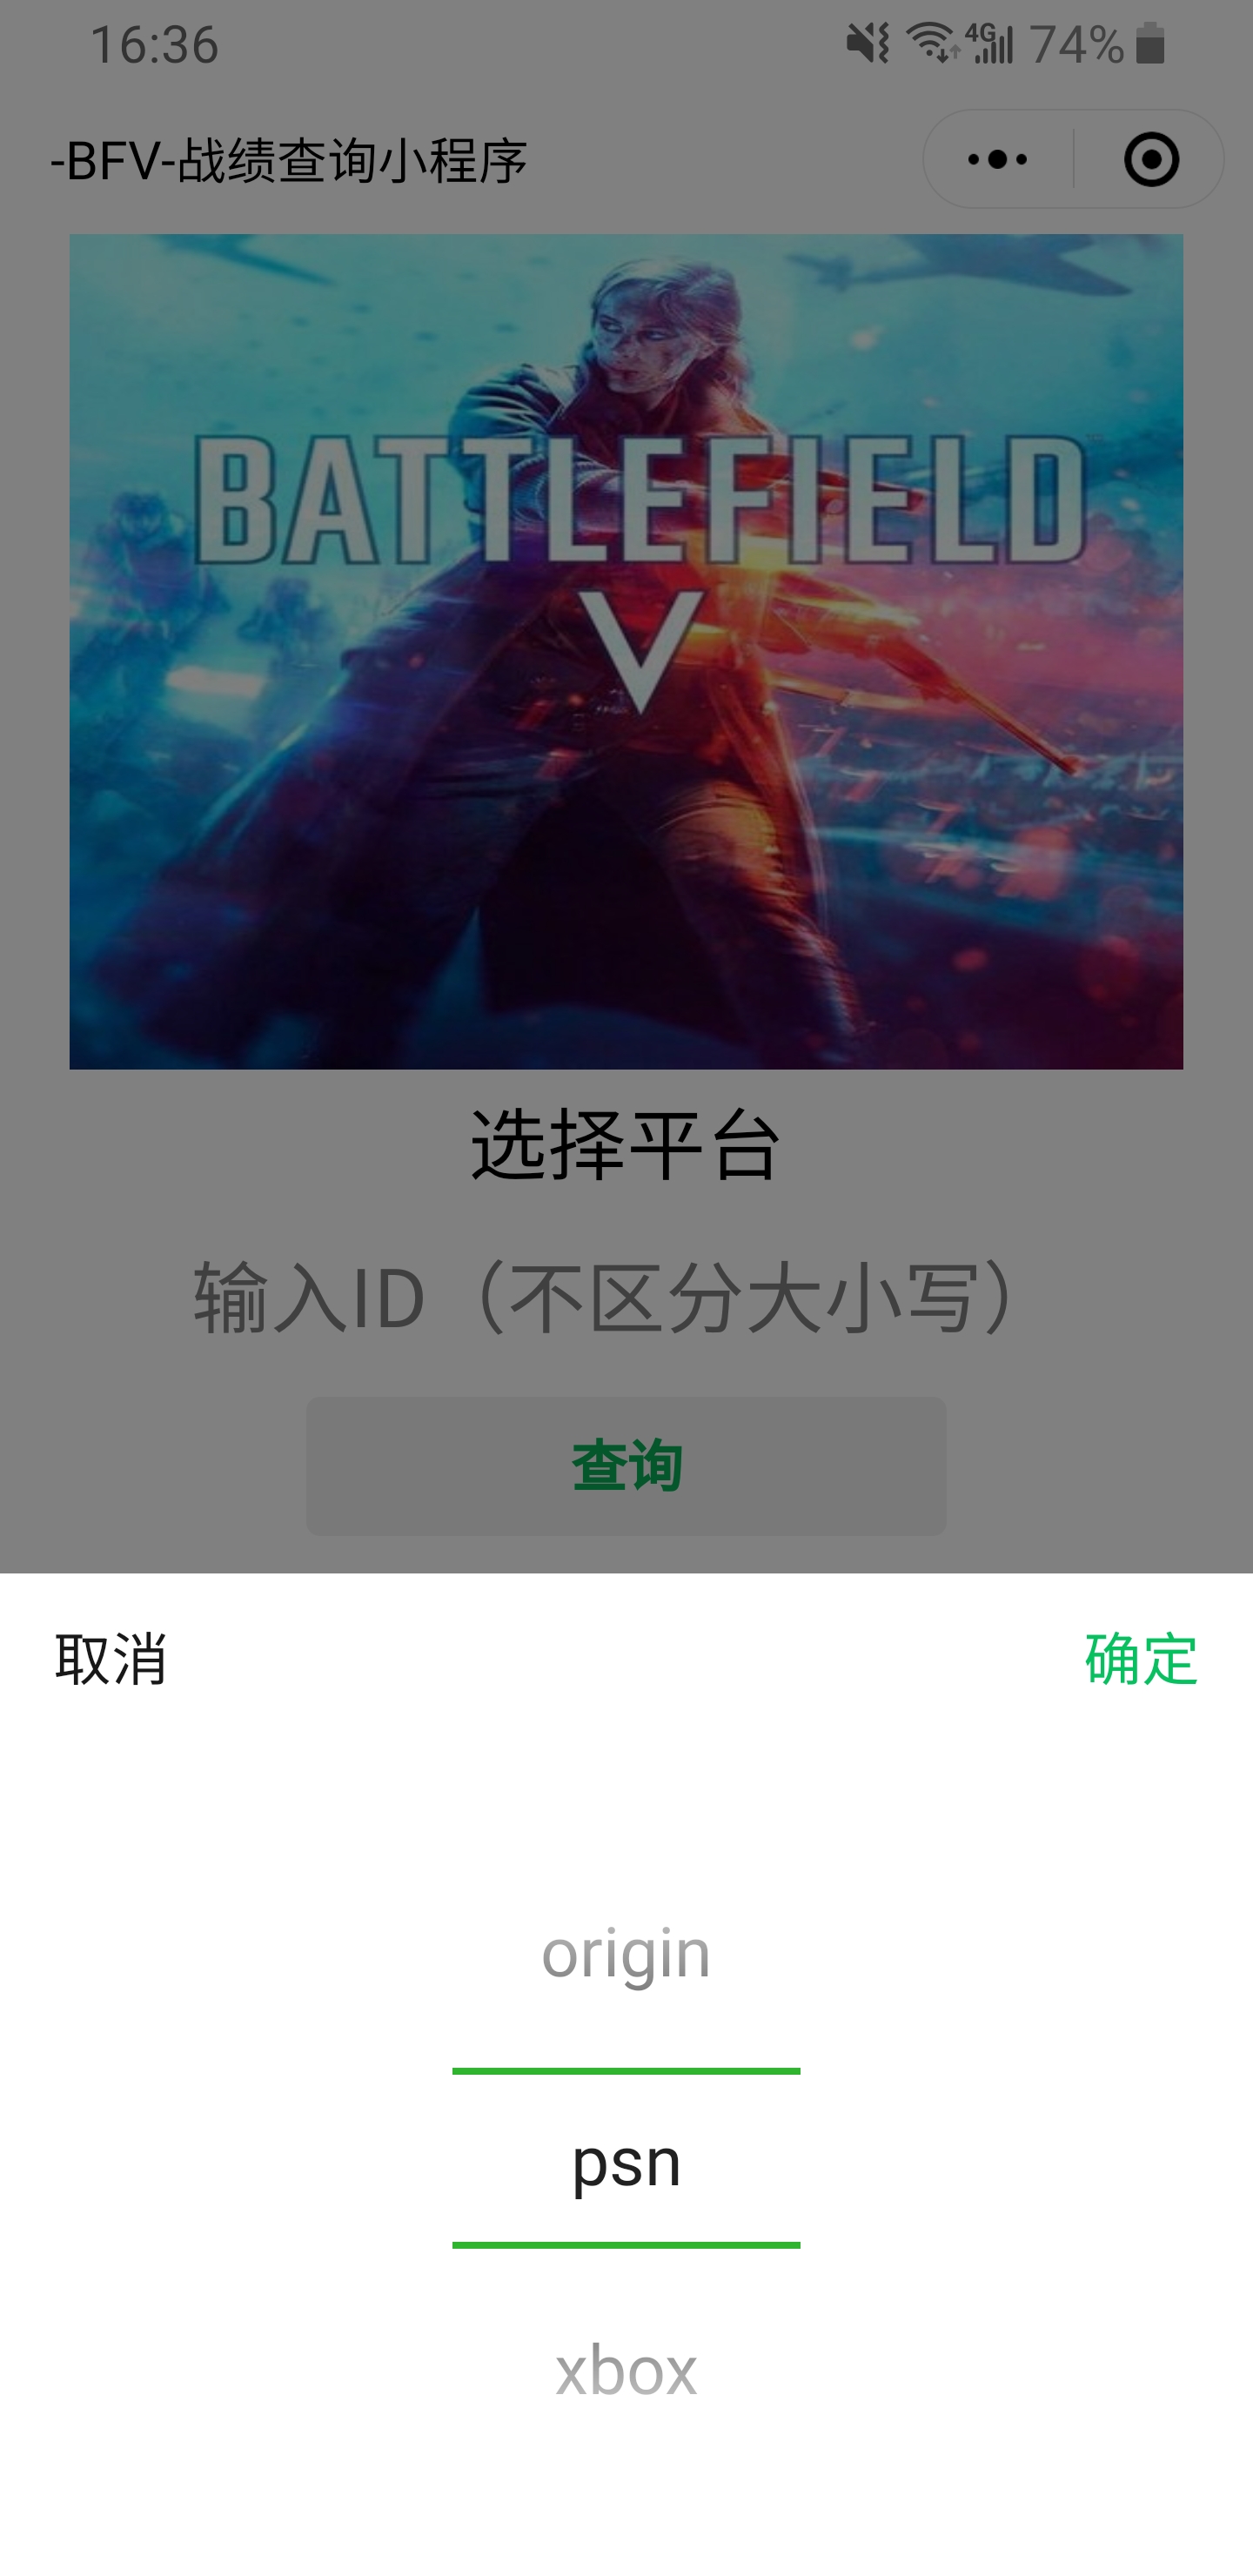 16:36
4G
74%
-BFV-战绩查询小程序
BATTLEFIELD
V
选择平台
输入ID（不区分大小写）
查询
取消
确定
origin
psn
xbox